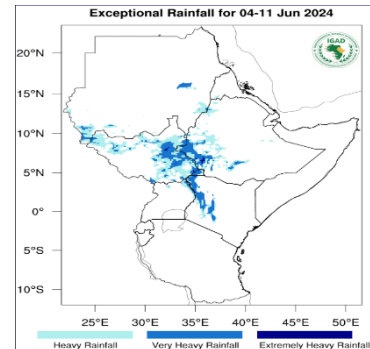 Exceptional Rainfall for 04-11 Jun 2024
IGAD
20°N
15°N
10°N
5°N
0°
5°S
10°S
25°E 30°E 35°E 40°E 45°E 50°E
Heavy Rainfall Very Heavy Rainfall Extremely Heavy Rainfall